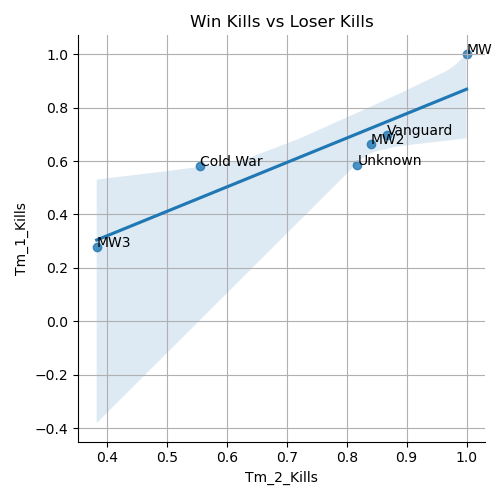 Win Kills vs Loser Kills
1.0
0.8
0.6
0.4
0.2
0.0
−0.2
−0.4
Tm_1_Kills
MW
Vanguard
MW2
Unknown
Cold War
MW3
0.4 0.5 0.6 0.7 0.8 0.9 1.0
Tm_2_Kills